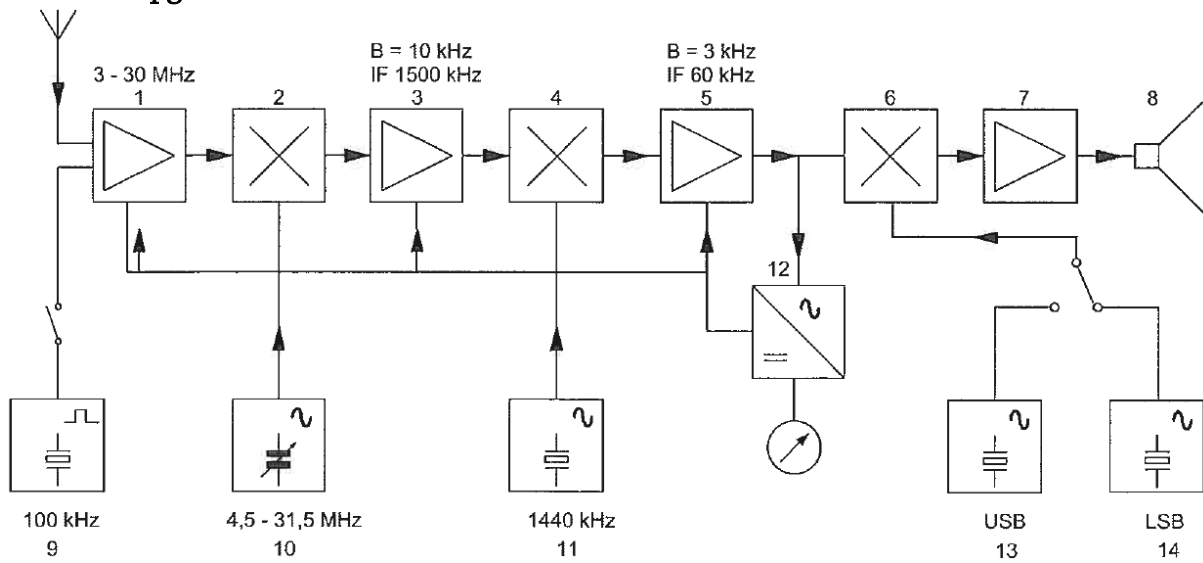 3 - 30 MHz
1
2
B = 10 kHz
IF 1500 kHz
3
4
B = 3 kHz
IF 60 kHz
5
6
7
8
12
100 kHz
9
4,5 - 31,5 MHz
10
1440 kHz
11
USB
13
LSB
14